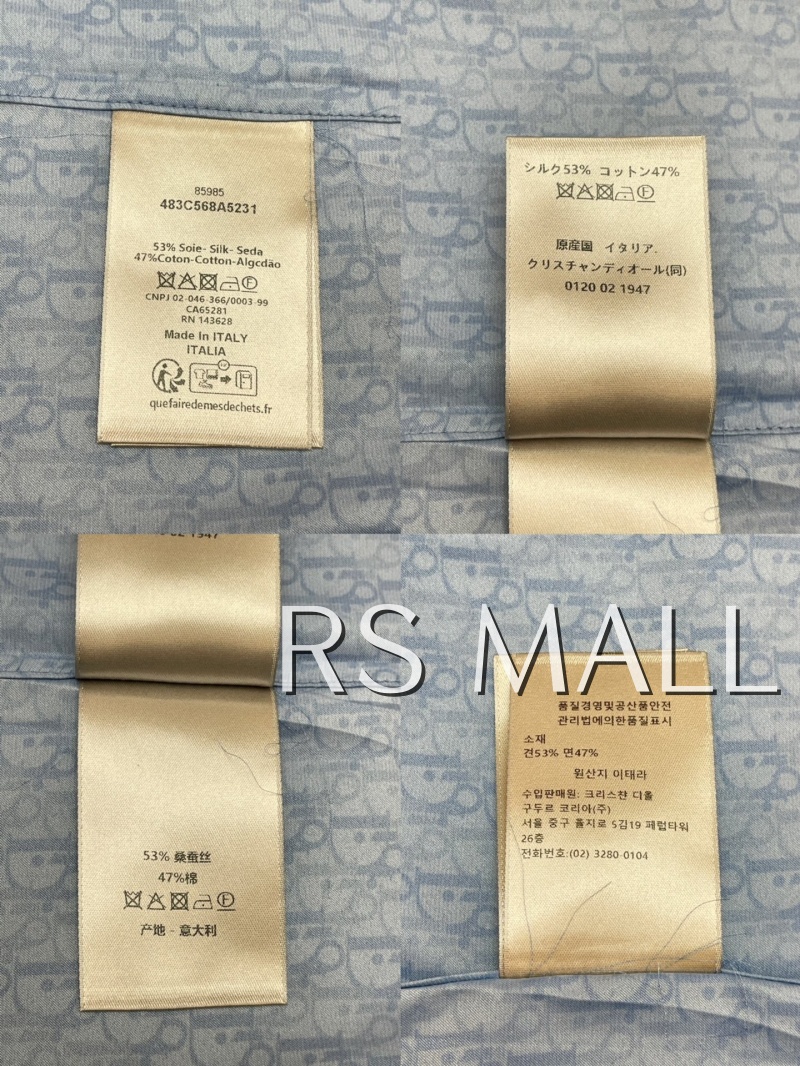 85985
483C568A5231
53% Soie- Silk- Seda
47%Coton-Cotton-Algcdão
CNPJ 02-046-366/0003-99
CA65281
RN 143628
Made In ITALY
ITALIA
quefairedemesdechets.fr
シルク53% コットン47%
原産国 イタリア.
クリスチャンディオール(同)
0120 02 1947
53% 桑蚕丝
47%棉
产地 - 意大利
RS MALL
품질경영및공산품안전
관리법에의한품질표시
소재
견53% 면47%
원산지 이태라
수입판매원: 크리스챤 디올
구두르 코리아(주)
서울 중구 율지로 5김19 페럼타워
26층
전화번호:(02) 3280-0104